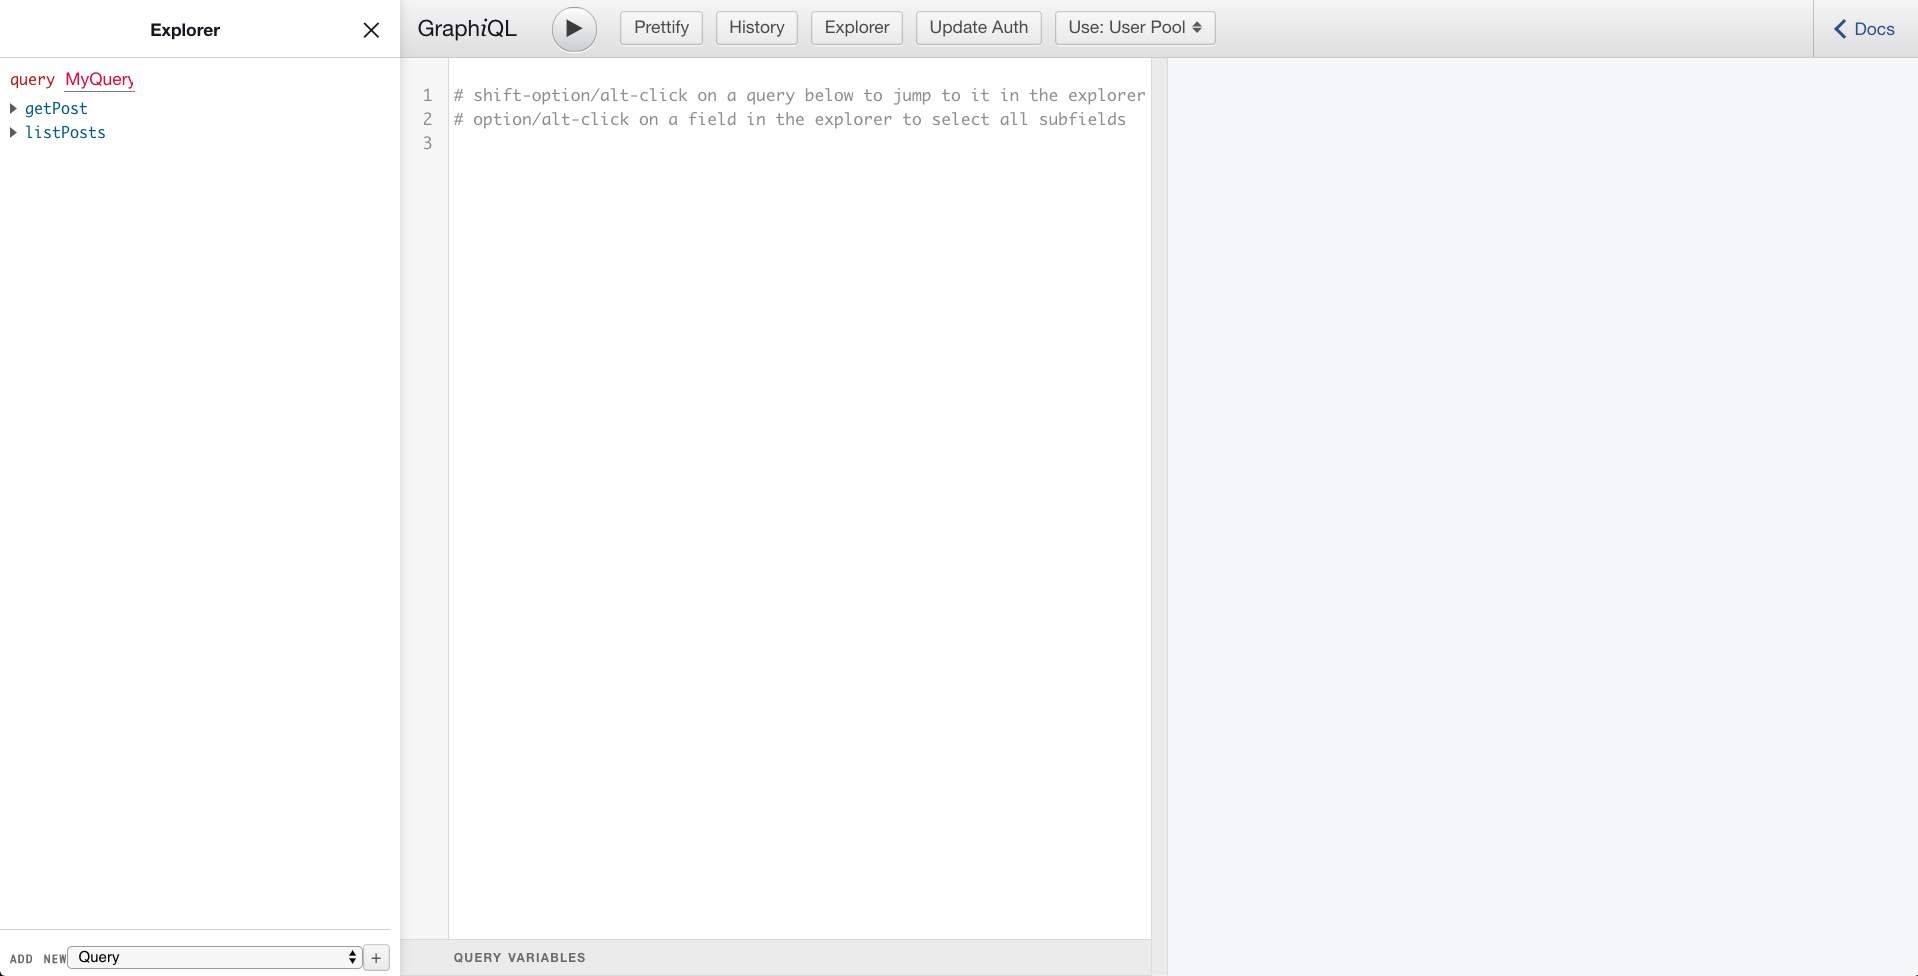 Explorer
query MyQuery
getPost
listPosts
ADD NEW Query +
GraphiQL Prettify History Explorer Update Auth Use: User Pool Docs
1 # shift-option/alt-click on a query below to jump to it in the explorer
2 # option/alt-click on a field in the explorer to select all subfields
3
QUERY VARIABLES